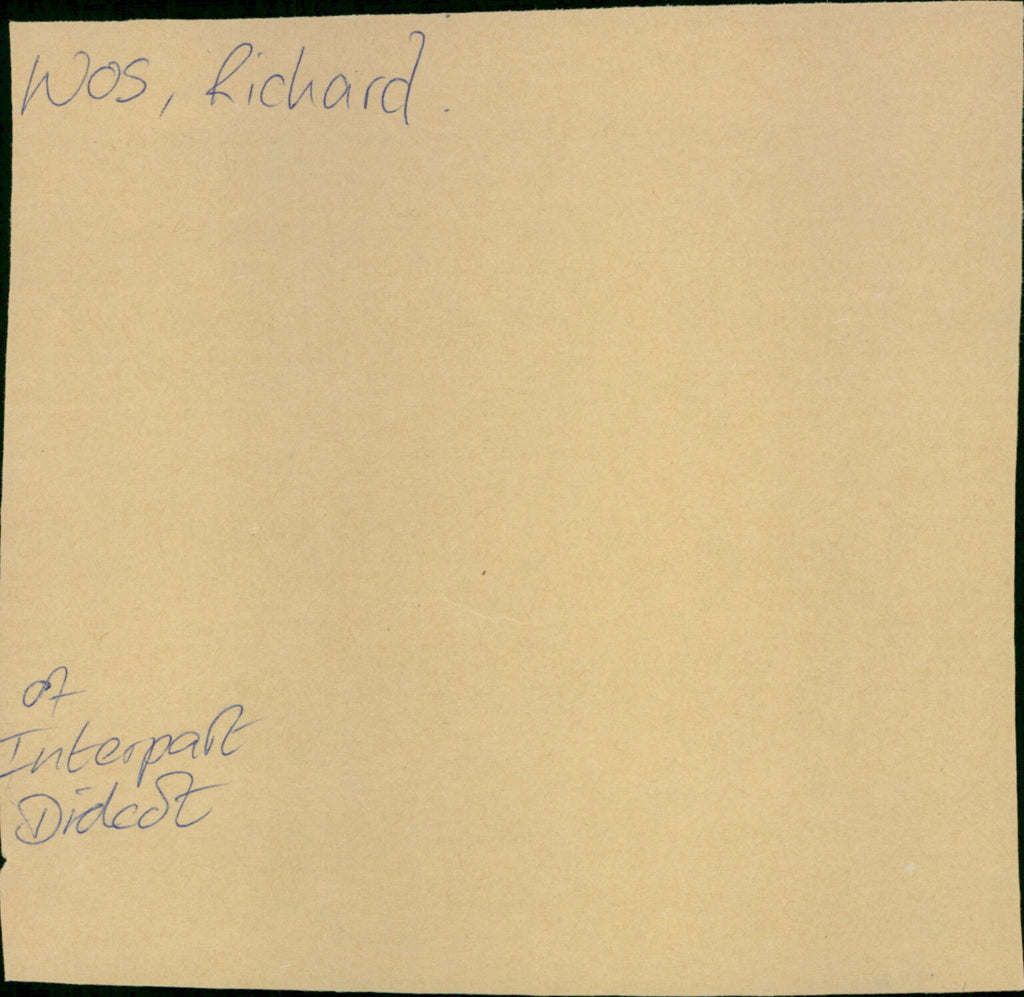 Wos, Richard.
of
Interpart
Didcot